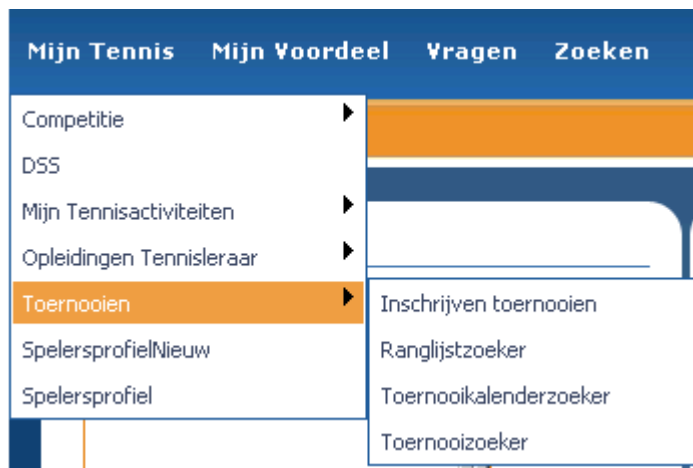 Mijn Tennis Mijn Voordeel Vragen Zoeken
Competitie
DSS
Mijn Tennisactiviteiten
Opleidingen Tennisleraar
Toernooien
SpelersprofielNieuw
Spelersprofiel
Inschrijven toernooien
Ranglijstzoeker
Toernooikalenderzoeker
Toernooizoeker